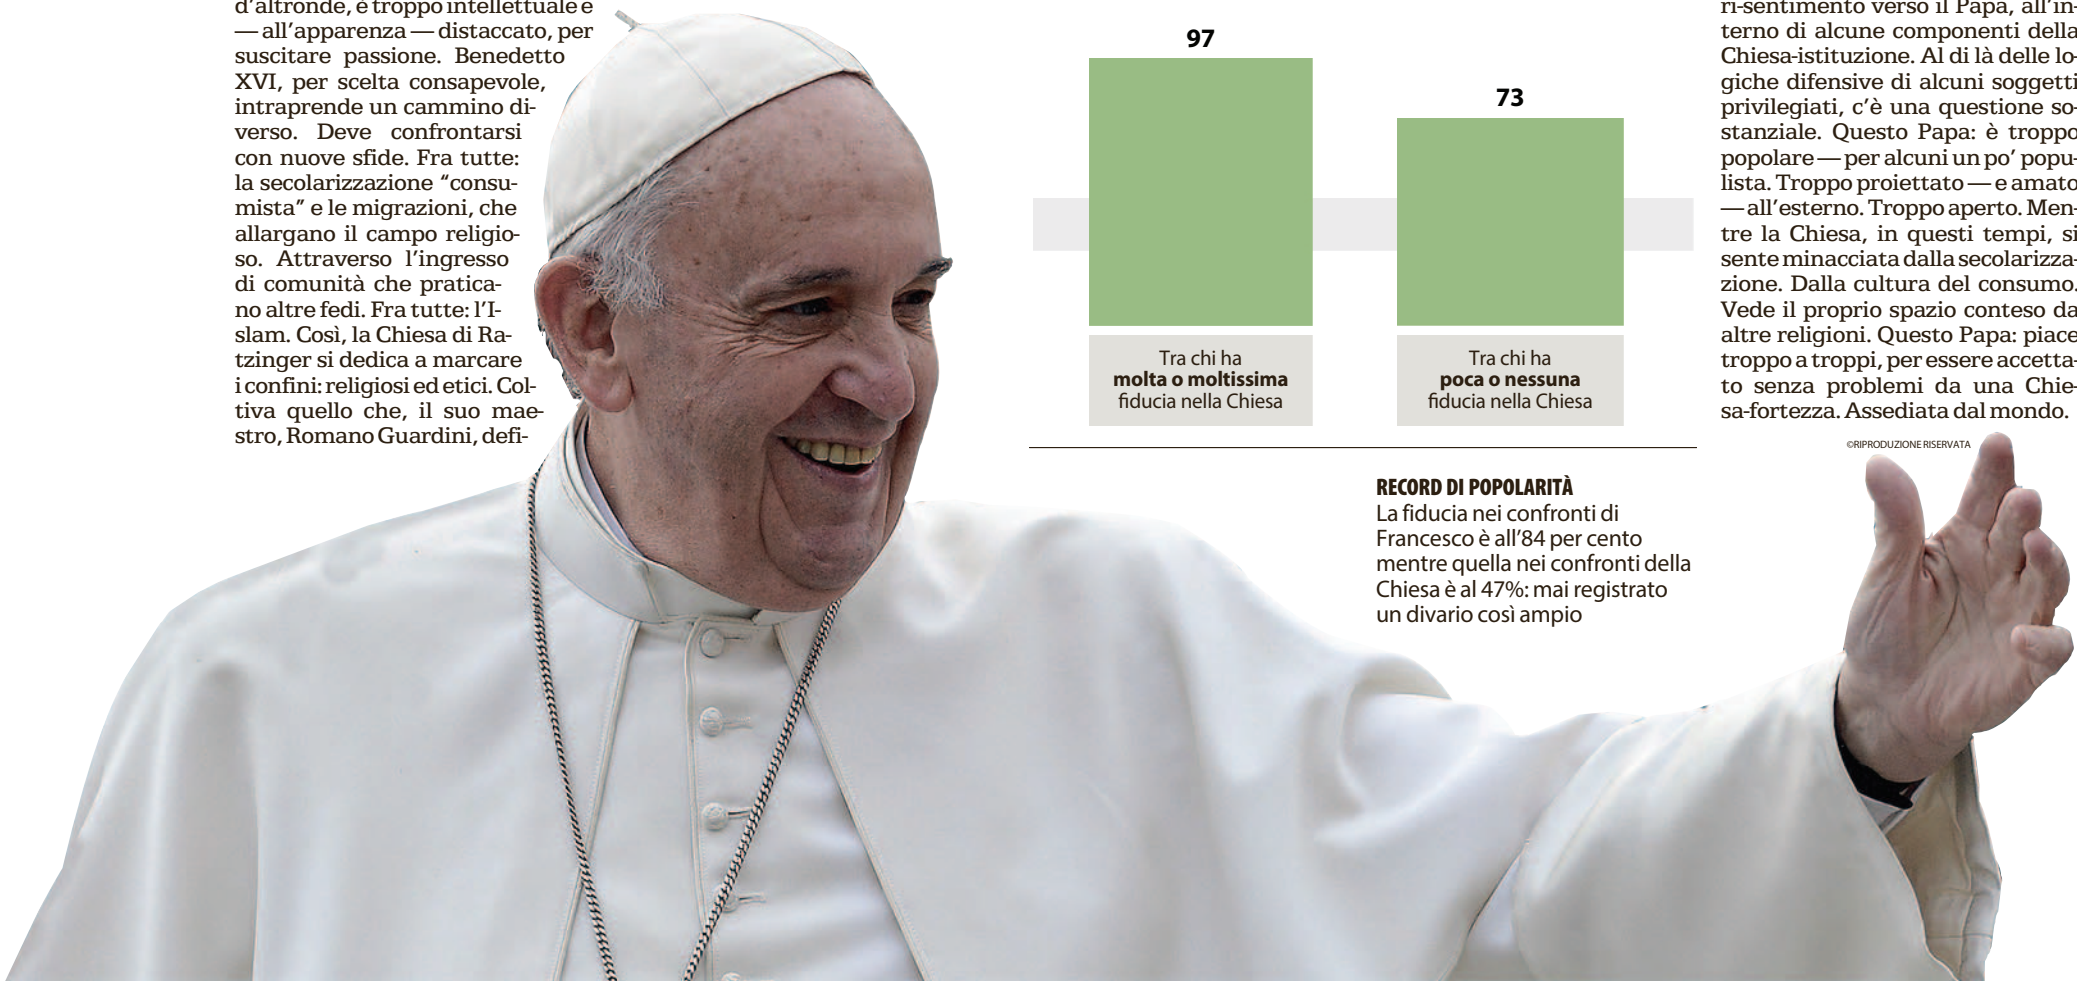 d'altronde, è troppo intellettuale e
— all'apparenza — distaccato, per
suscitare passione. Benedetto
XVI, per scelta consapevole,
intraprende un cammino di-
verso. Deve confrontarsi
con nuove sfide. Fra tutte:
la secolarizzazione “consu-
mista” e le migrazioni, che
allargano il campo religio-
so. Attraverso l'ingresso
di comunità che pratica-
no altre fedi. Fra tutte: l'I-
slam. Così, la Chiesa di Ra-
tzinger si dedica a marcare
i confini: religiosi ed etici. Col-
tiva quello che, il suo mae-
stro, Romano Guardini, defi-
97
73
Tra chi ha
molta o moltissima
fiducia nella Chiesa
Tra chi ha
poca o nessuna
fiducia nella Chiesa
RECORD DI POPOLARITÀ
La fiducia nei confronti di
Francesco è all'84 per cento
mentre quella nei confronti della
Chiesa è al 47%: mai registrato
un divario così ampio
ri-sentimento verso il Papa, all'in-
terno di alcune componenti della
Chiesa-istituzione. Al di là delle lo-
giche difensive di alcuni soggetti
privilegiati, c'è una questione so-
stanziale. Questo Papa: è troppo
popolare — per alcuni un po' popu-
lista. Troppo proiettato — e amato
— all'esterno. Troppo aperto. Men-
tre la Chiesa, in questi tempi, si
sente minacciata dalla secolarizza-
zione. Dalla cultura del consumo.
Vede il proprio spazio conteso da
altre religioni. Questo Papa: piace
troppo a troppi, per essere accetta-
to senza problemi da una Chie-
sa-fortezza. Assediata dal mondo.
©RIPRODUZIONE RISERVATA